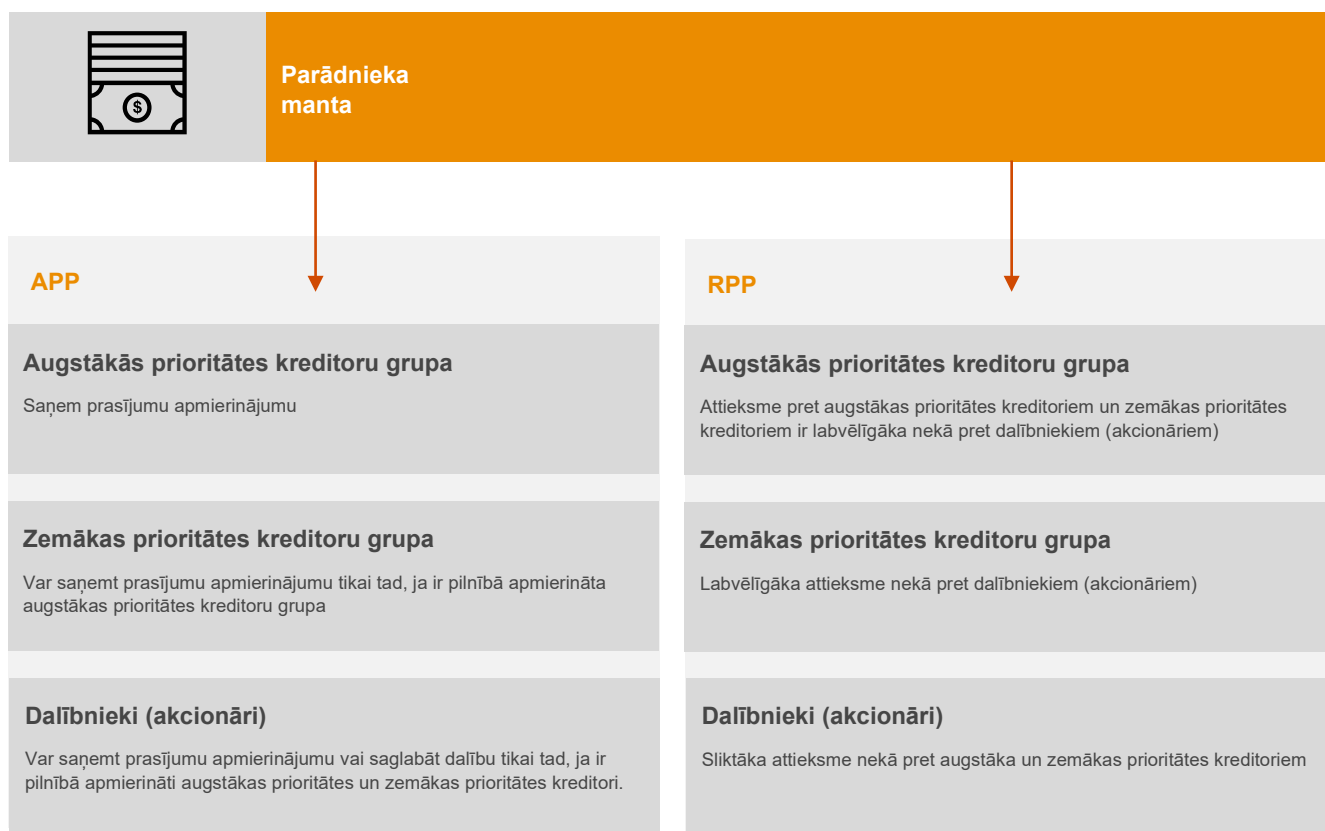 $
Parādnieka
manta
APP
Augstākās prioritātes kreditoru grupa
Saņem prasījumu apmierinājumu
Zemākas prioritātes kreditoru grupa
Var saņemt prasījumu apmierinājumu tikai tad, ja ir pilnībā apmierināta
augstākas prioritātes kreditoru grupa
Dalībnieki (akcionāri)
Var saņemt prasījumu apmierinājumu vai saglabāt dalību tikai tad, ja ir
pilnībā apmierināti augstākas prioritātes un zemākas prioritātes kreditori.
RPP
Augstākās prioritātes kreditoru grupa
Attieksme pret augstākas prioritātes kreditoriem un zemākas prioritātes
kreditoriem ir labvēlīgāka nekā pret dalībniekiem (akcionāriem)
Zemākas prioritātes kreditoru grupa
Labvēlīgāka attieksme nekā pret dalībniekiem (akcionāriem)
Dalībnieki (akcionāri)
Sliktāka attieksme nekā pret augstāka un zemākas prioritātes kreditoriem